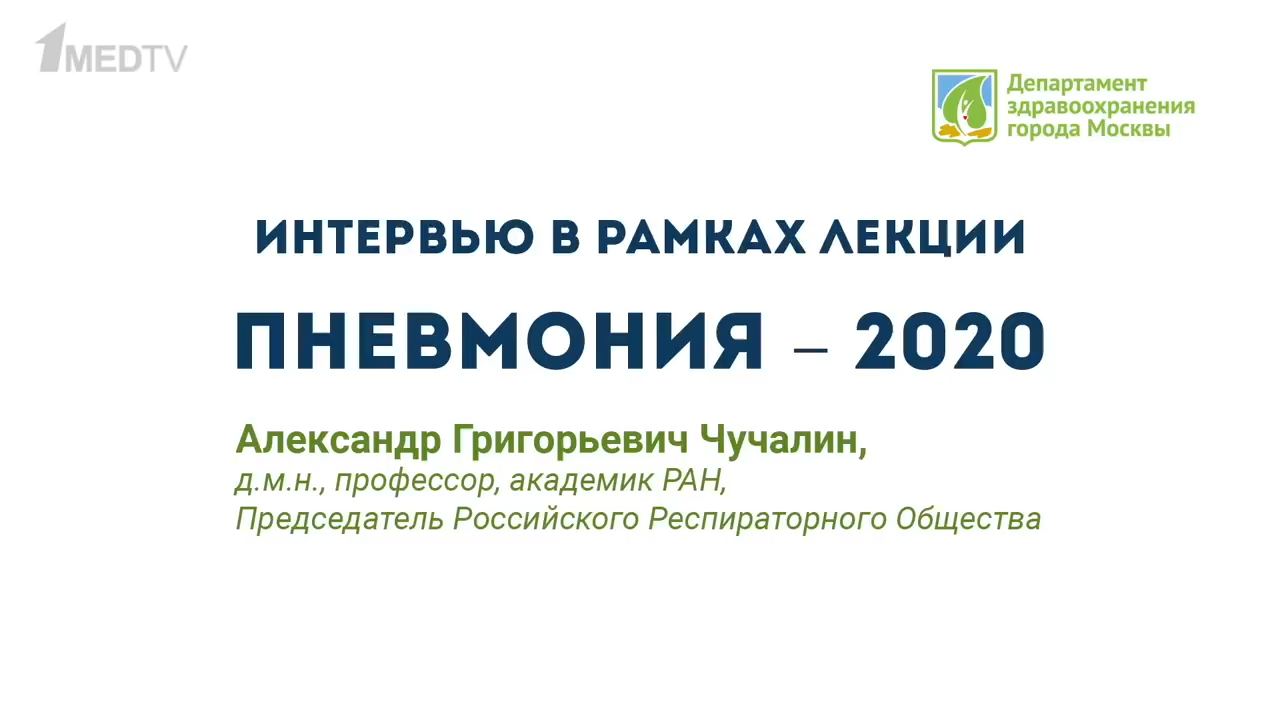 1MEDTV
Департамент
здравоохранения
города Москвы
ИНТЕРВЬЮ В РАМКАХ ЛЕКЦИИ
ПНЕВМОНИЯ – 2020
Александр Григорьевич Чучалин,
д.м.н., профессор, академик РАН,
Председатель Российского Респираторного Общества